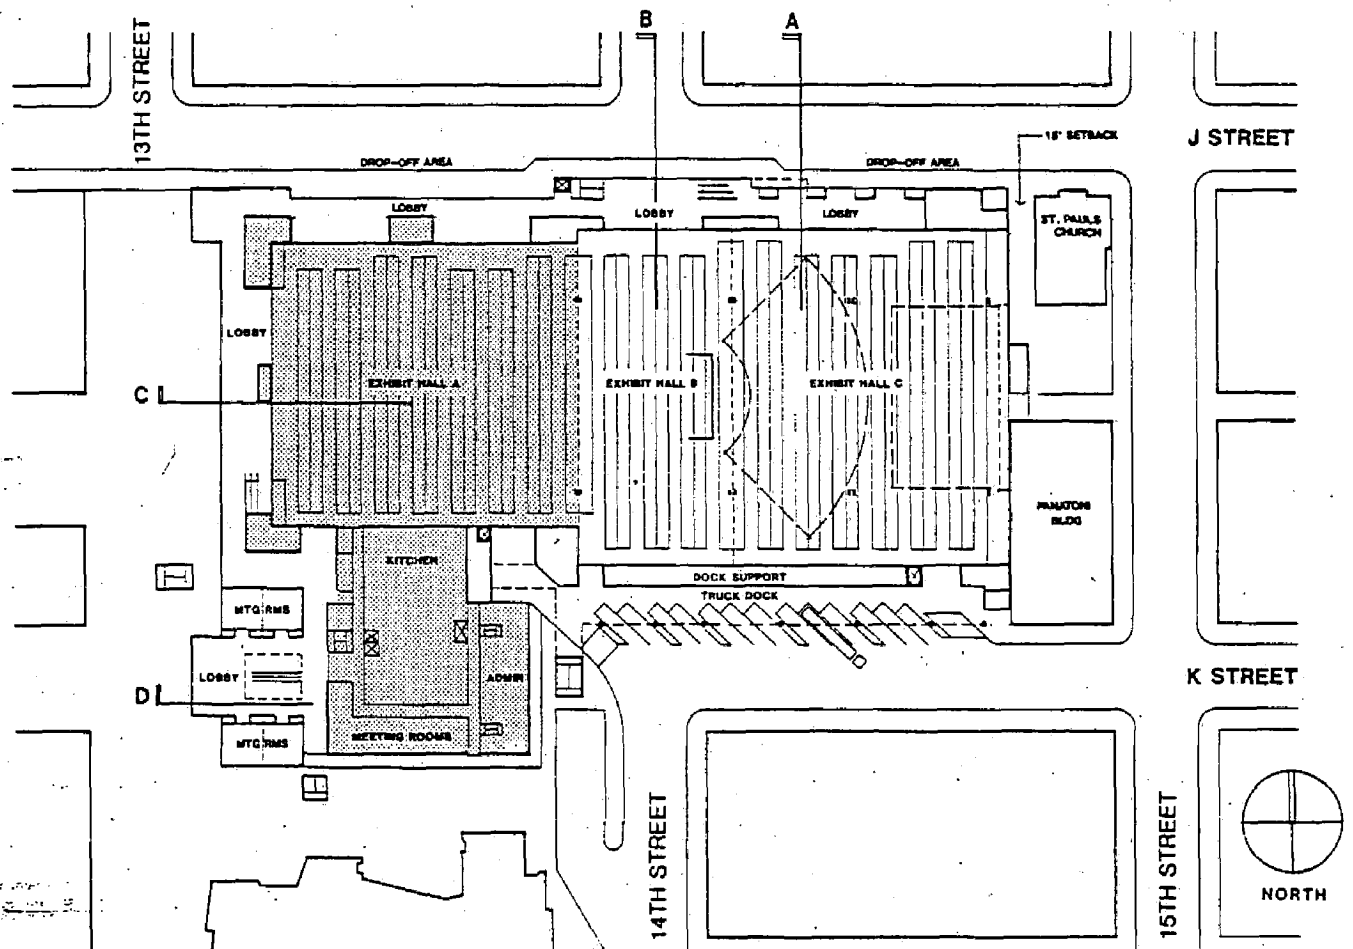 B
A
13TH STREET
15' SETBACK
J STREET
DROP-OFF AREA
DROP-OFF AREA
LOBBY
LOBBY
LOBBY
ST. PAULS
CHURCH
LOBBY
EXHIBIT HALL A
EXHIBIT HALL B
EXHIBIT HALL C
C
PANATONI
BLDG
KITCHEN
DOCK SUPPORT
TRUCK DOCK
MTG RMS
LOBBY
ADMIN
K STREET
D
MTG RMS
MEETING ROOMS
14TH STREET
15TH STREET
NORTH